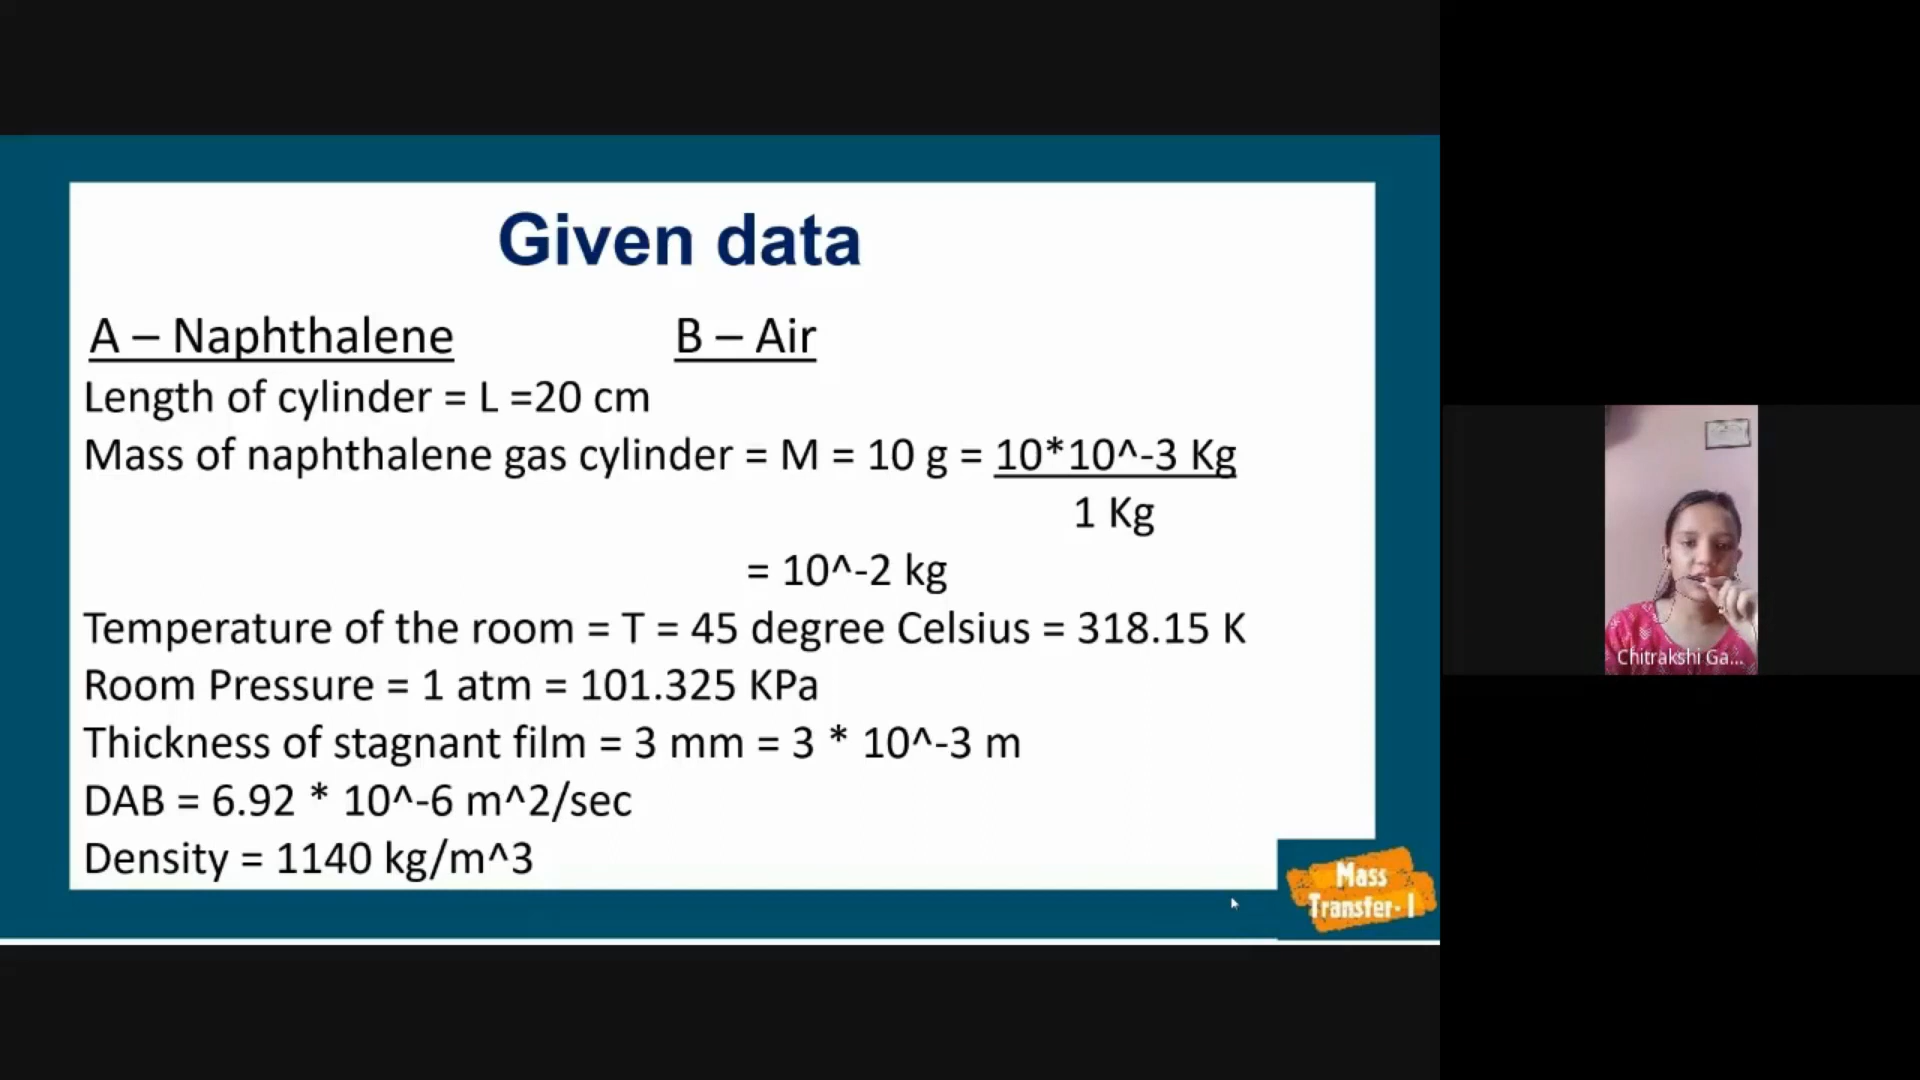 Given data
A – Naphthalene B – Air
Length of cylinder = L =20 cm
Mass of naphthalene gas cylinder = M = 10 g = 10*10^-3 Kg
1 Kg
= 10^-2 kg
Temperature of the room = T = 45 degree Celsius = 318.15 K
Room Pressure = 1 atm = 101.325 KPa
Thickness of stagnant film = 3 mm = 3 * 10^-3 m
DAB = 6.92 * 10^-6 m^2/sec
Density = 1140 kg/m^3
Mass
Transfer- I
Chitrakshi Ga...